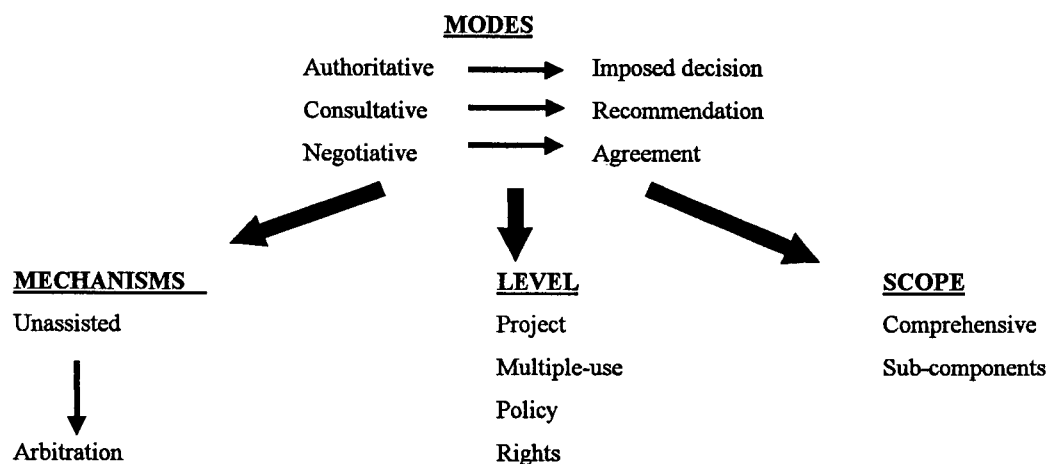 MODES
Authoritative Imposed decision
Consultative Recommendation
Negotiative Agreement
MECHANISMS LEVEL SCOPE
Unassisted Project Comprehensive
Multiple-use Sub-components
Policy
Arbitration Rights